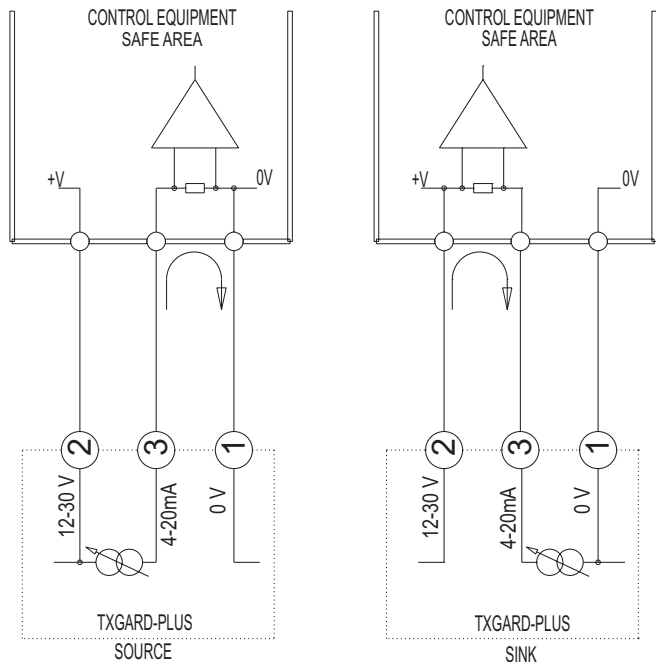 CONTROL EQUIPMENT
SAFE AREA
+V
0V
2
3
1
12-30 V
4-20mA
0 V
TXGARD-PLUS
SOURCE
CONTROL EQUIPMENT
SAFE AREA
+V
0V
2
3
1
12-30 V
4-20mA
0 V
TXGARD-PLUS
SINK